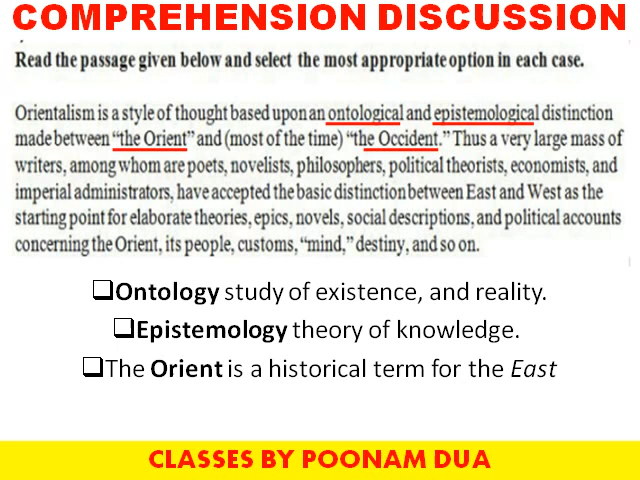 COMPREHENSION DISCUSSION
Read the passage given below and select the most appropriate option in each case.
Orientalism is a style of thought based upon an ontological and epistemological distinction
made between “the Orient” and (most of the time) “the Occident.” Thus a very large mass of
writers, among whom are poets, novelists, philosophers, political theorists, economists, and
imperial administrators, have accepted the basic distinction between East and West as the
starting point for elaborate theories, epics, novels, social descriptions, and political accounts
concerning the Orient, its people, customs, “mind,” destiny, and so on.
❑Ontology study of existence, and reality.
❑Epistemology theory of knowledge.
❑The Orient is a historical term for the East
CLASSES BY POONAM DUA